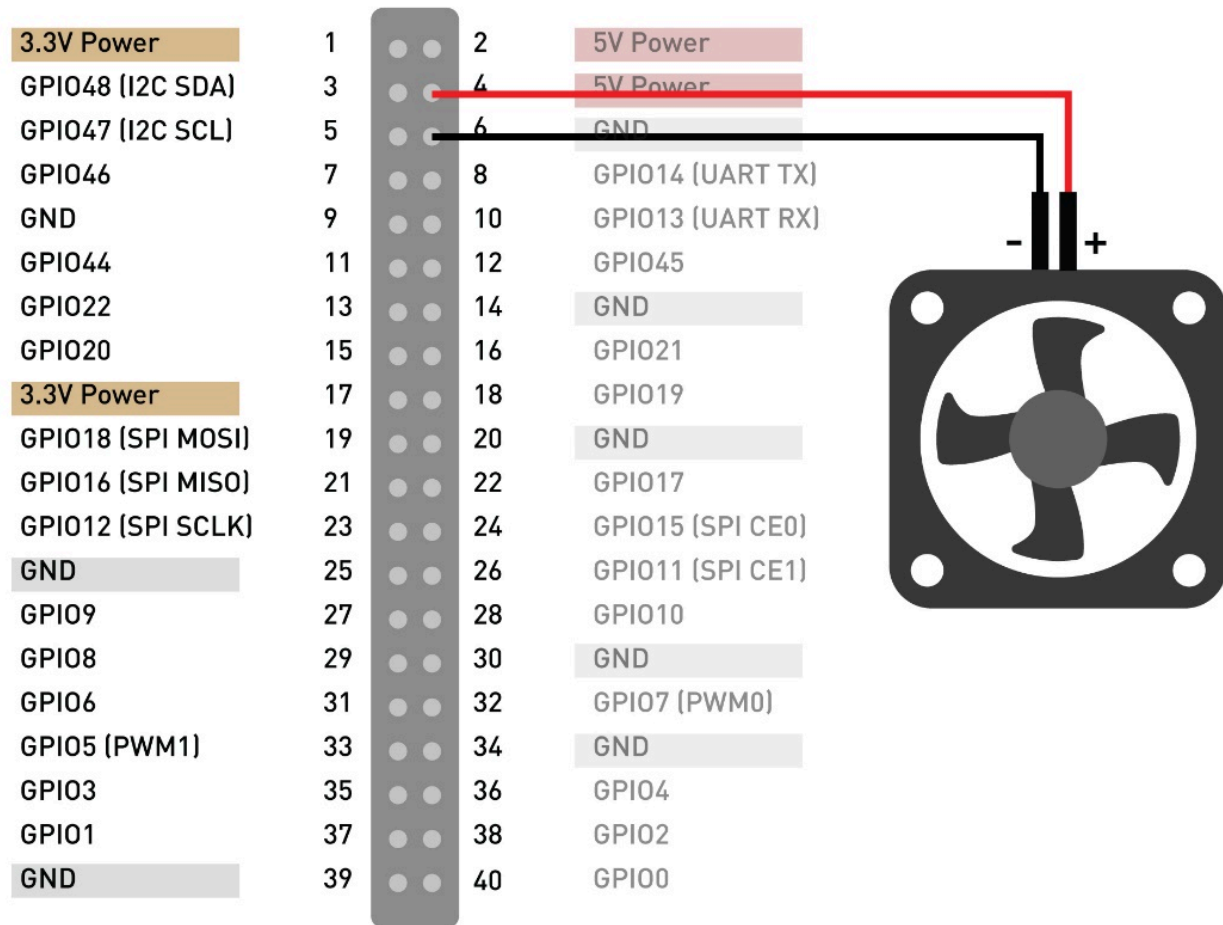 3.3V Power 1 2 5V Power
GPIO48 (I2C SDA) 3 4 5V Power
GPIO47 (I2C SCL) 5 6 GND
GPIO46 7 8 GPIO14 (UART TX)
GND 9 10 GPIO13 (UART RX)
GPIO44 11 12 GPIO45
GPIO22 13 14 GND
GPIO20 15 16 GPIO21
3.3V Power 17 18 GPIO19
GPIO18 (SPI MOSI) 19 20 GND
GPIO16 (SPI MISO) 21 22 GPIO17
GPIO12 (SPI SCLK) 23 24 GPIO15 (SPI CE0)
GND 25 26 GPIO11 (SPI CE1)
GPIO9 27 28 GPIO10
GPIO8 29 30 GND
GPIO6 31 32 GPIO7 (PWM0)
GPIO5 (PWM1) 33 34 GND
GPIO3 35 36 GPIO4
GPIO1 37 38 GPIO2
GND 39 40 GPIO0
- +